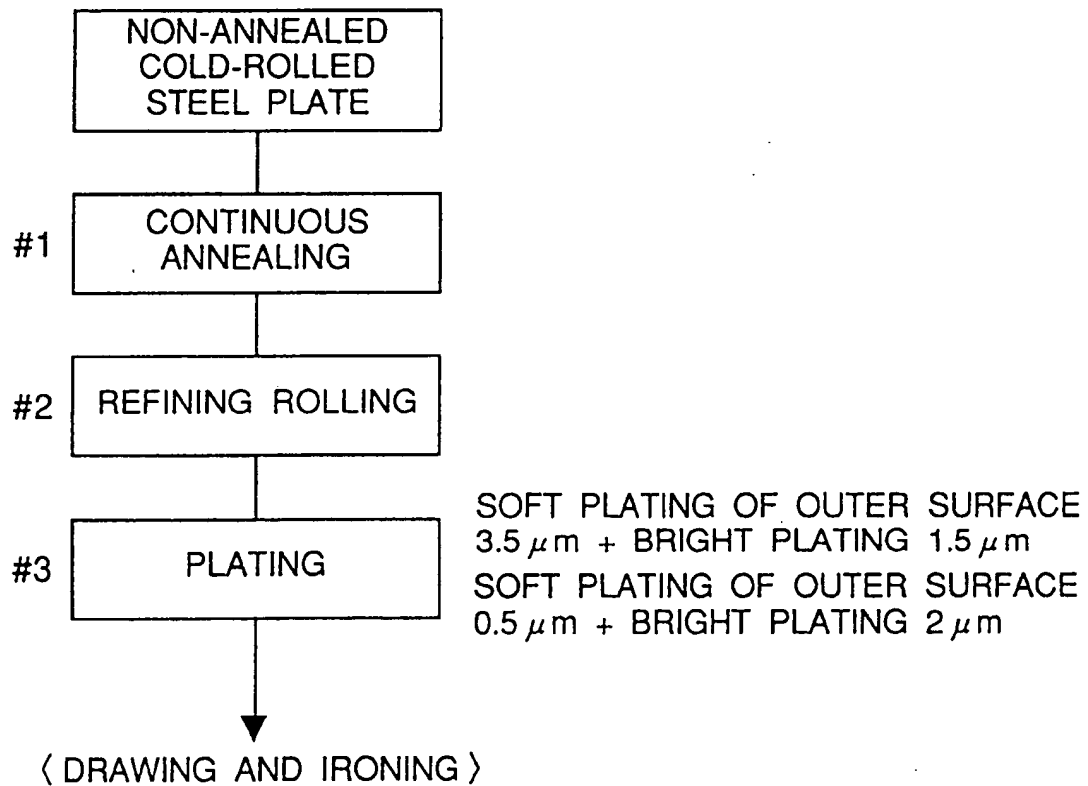 NON-ANNEALED
COLD-ROLLED
STEEL PLATE
#1
CONTINUOUS
ANNEALING
#2
REFINING ROLLING
#3
PLATING
SOFT PLATING OF OUTER SURFACE
3.5 μm + BRIGHT PLATING 1.5 μm
SOFT PLATING OF OUTER SURFACE
0.5 μm + BRIGHT PLATING 2 μm
〈 DRAWING AND IRONING 〉